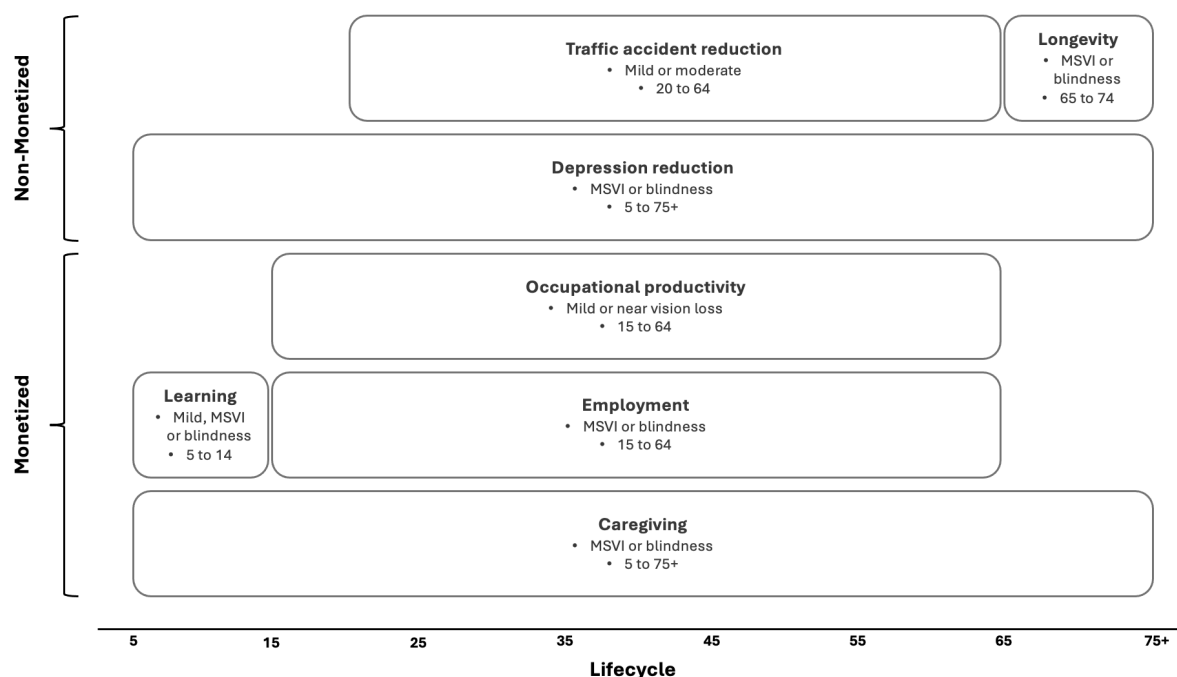 Non-Monetized
Traffic accident reduction
• Mild or moderate
• 20 to 64
Longevity
• MSVI or
blindness
• 65 to 74
Depression reduction
• MSVI or blindness
• 5 to 75+
Monetized
Occupational productivity
• Mild or near vision loss
• 15 to 64
Learning
• Mild, MSVI
or blindness
• 5 to 14
Employment
• MSVI or blindness
• 15 to 64
Caregiving
• MSVI or blindness
• 5 to 75+
5 15 25 35 45 55 65 75+
Lifecycle